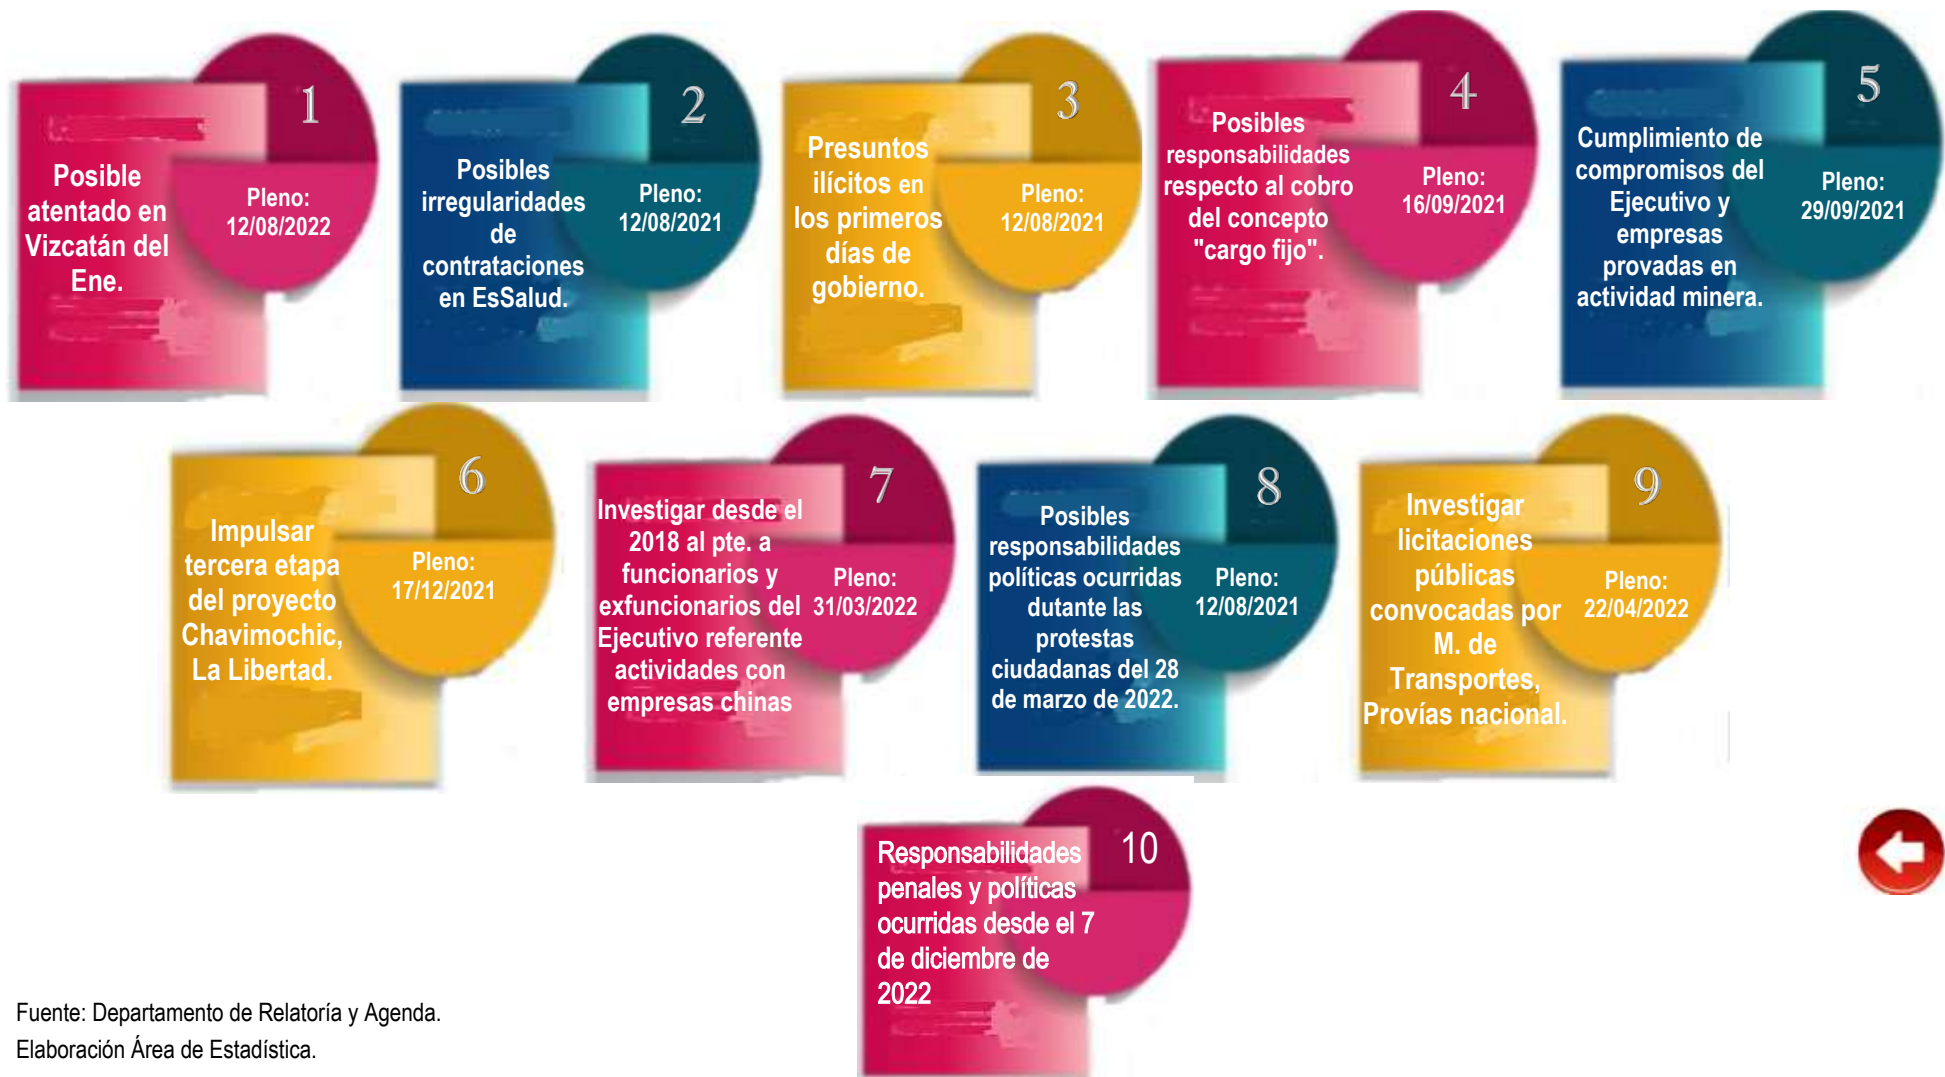 1
Posible
atentado en
Vizcatán del
Ene.
Pleno:
12/08/2022
2
Posibles
irregularidades
de
contrataciones
en EsSalud.
Pleno:
12/08/2021
3
Presuntos
ilícitos en
los primeros
días de
gobierno.
Pleno:
12/08/2021
4
Posibles
responsabilidades
respecto al cobro
del concepto
"cargo fijo".
Pleno:
16/09/2021
5
Cumplimiento de
compromisos del
Ejecutivo y
empresas
provadas en
actividad minera.
Pleno:
29/09/2021
6
Impulsar
tercera etapa
del proyecto
Chavimochic,
La Libertad.
Pleno:
17/12/2021
7
Investigar desde el
2018 al pte. a
funcionarios y
exfuncionarios del
Ejecutivo referente
actividades con
empresas chinas
Pleno:
31/03/2022
8
Posibles
responsabilidades
políticas ocurridas
dutante las
protestas
ciudadanas del 28
de marzo de 2022.
Pleno:
12/08/2021
9
Investigar
licitaciones
públicas
convocadas por
M. de
Transportes,
Provías nacional.
Pleno:
22/04/2022
10
Responsabilidades
penales y políticas
ocurridas desde el 7
de diciembre de
2022
Fuente: Departamento de Relatoría y Agenda.
Elaboración Área de Estadística.